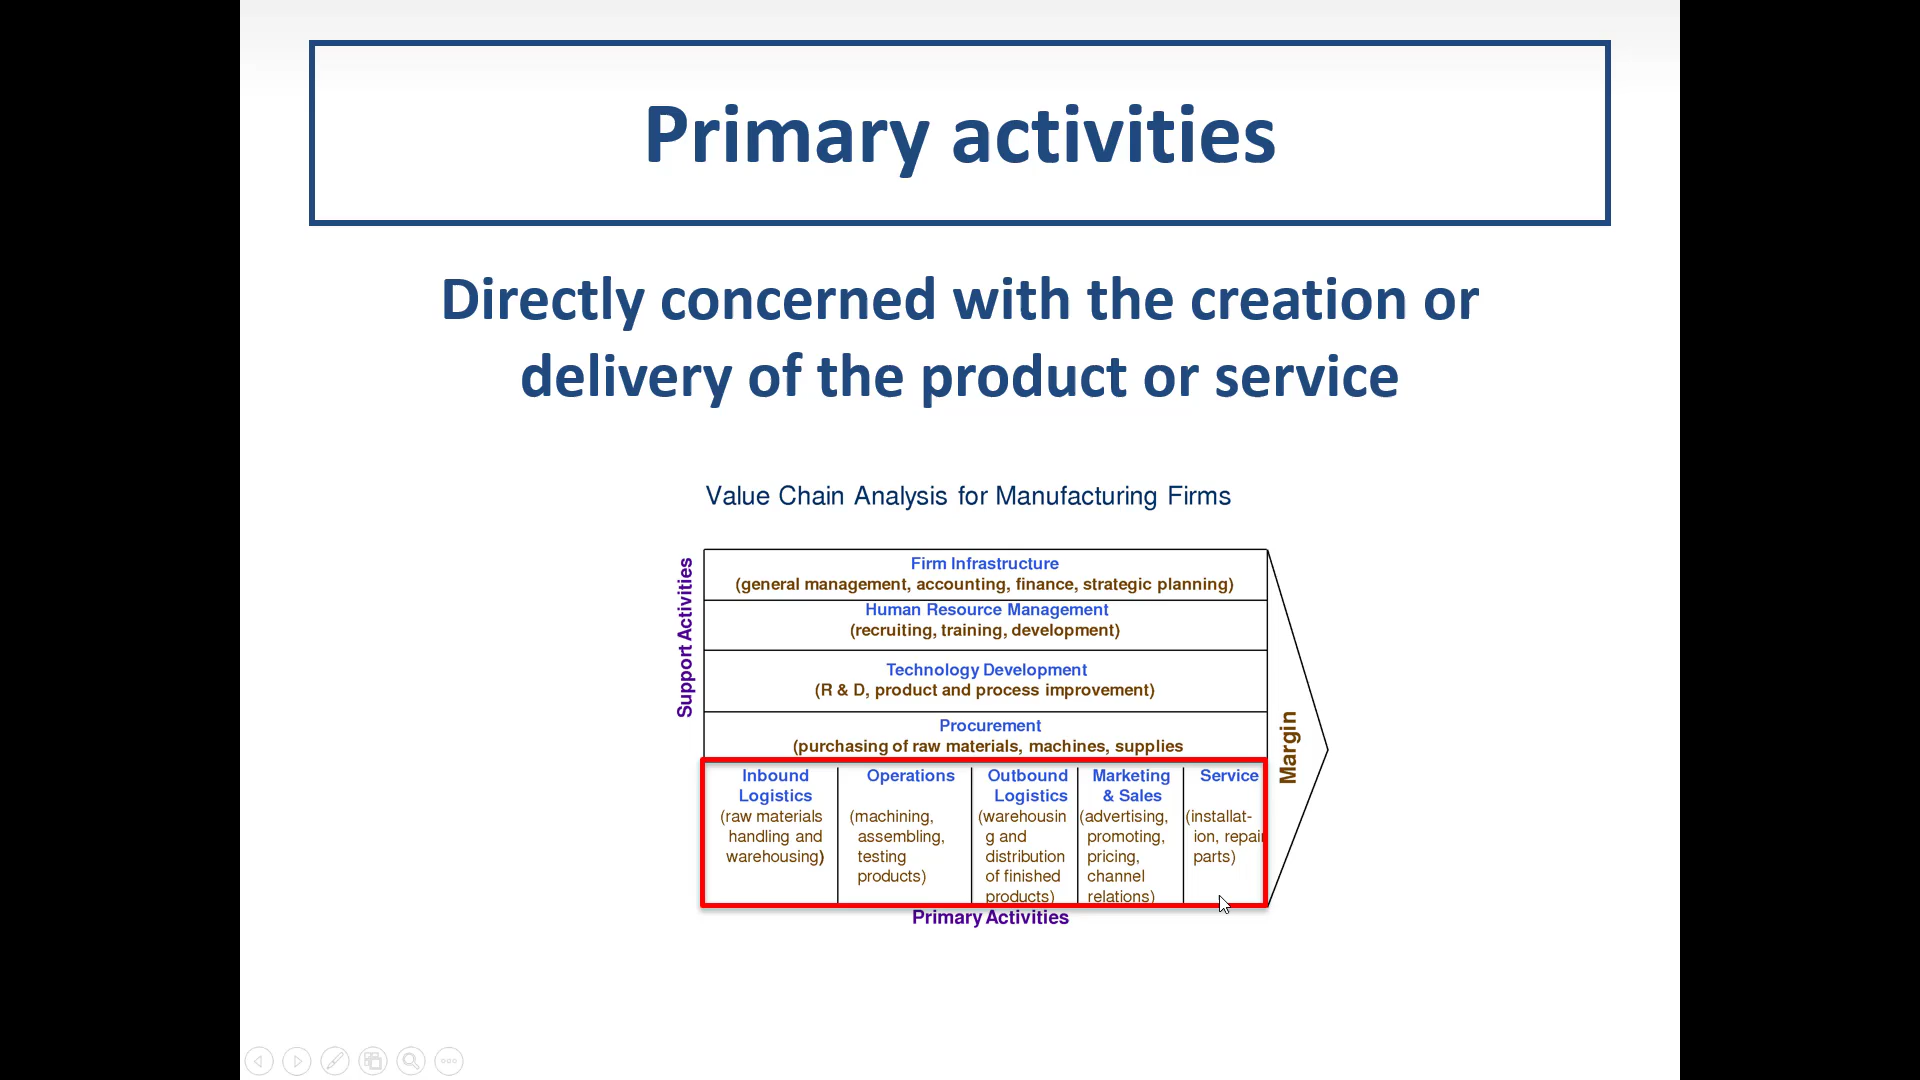 Primary activities
Directly concerned with the creation or
delivery of the product or service
Value Chain Analysis for Manufacturing Firms
Support Activities
Firm Infrastructure
(general management, accounting, finance, strategic planning)
Human Resource Management
(recruiting, training, development)
Technology Development
(R & D, product and process improvement)
Procurement
(purchasing of raw materials, machines, supplies
Margin
Inbound
Logistics
(raw materials
handling and
warehousing)
Operations
(machining,
assembling,
testing
products)
Outbound
Logistics
(warehousin
g and
distribution
of finished
products)
Marketing
& Sales
(advertising,
promoting,
pricing,
channel
relations)
Service
(installat-
ion, repair
parts)
Primary Activities